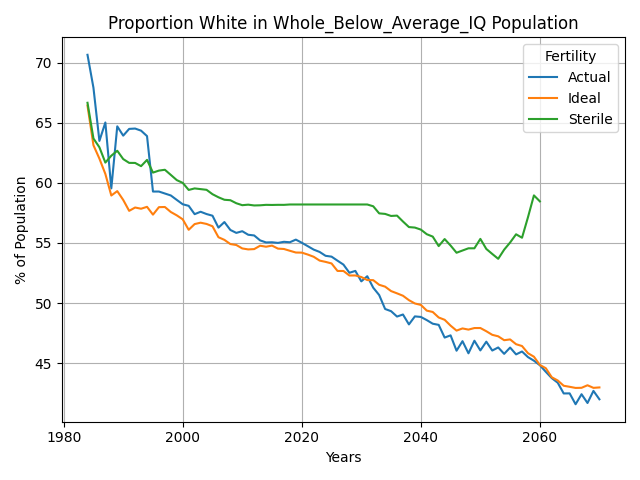 Proportion White in Whole_Below_Average_IQ Population
% of Population
70
65
60
55
50
45
Fertility
Actual
Ideal
Sterile
1980
2000
2020
2040
2060
Years